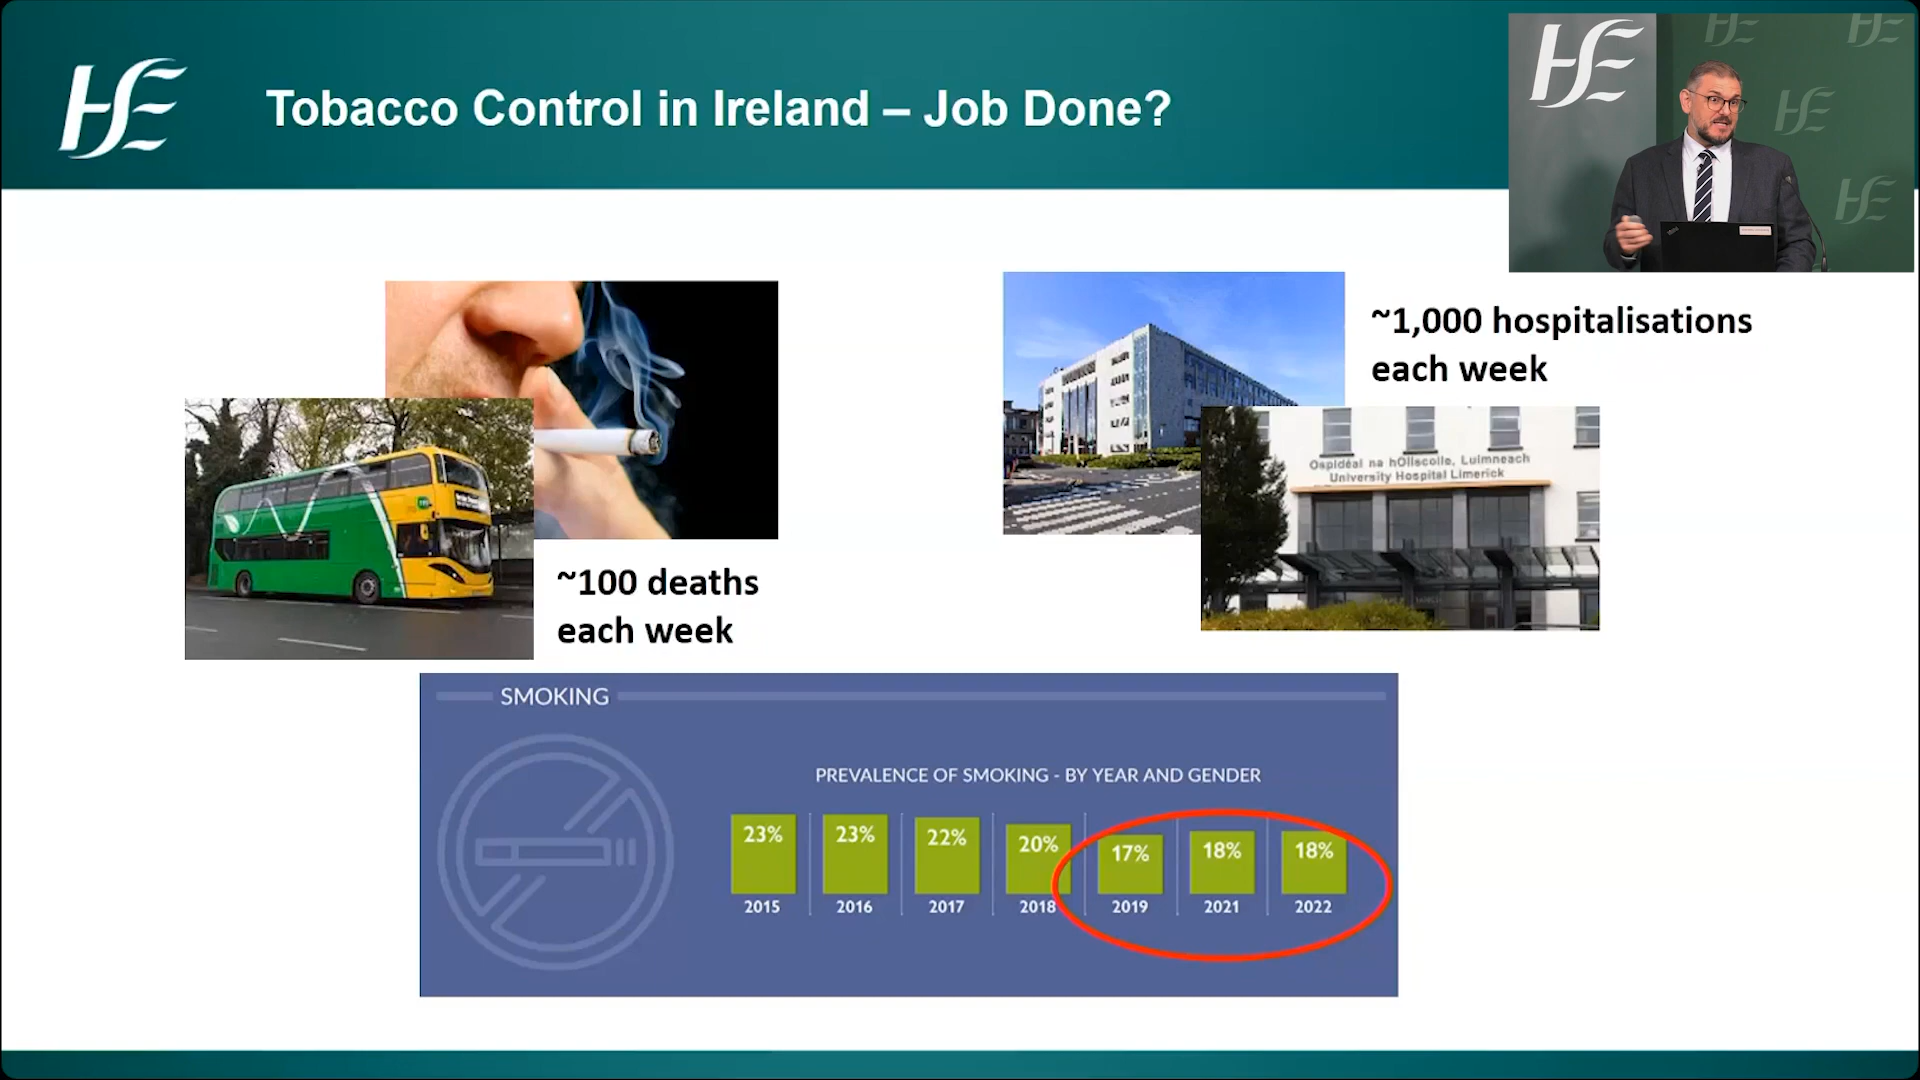 HSE
Tobacco Control in Ireland – Job Done?
HSE
~1,000 hospitalisations
each week
Ospidéal na hOllscoile, Luimneach
University Hospital Limerick
~100 deaths
each week
SMOKING
PREVALENCE OF SMOKING - BY YEAR AND GENDER
23% 23% 22% 20% 17% 18% 18%
2015 2016 2017 2018 2019 2021 2022